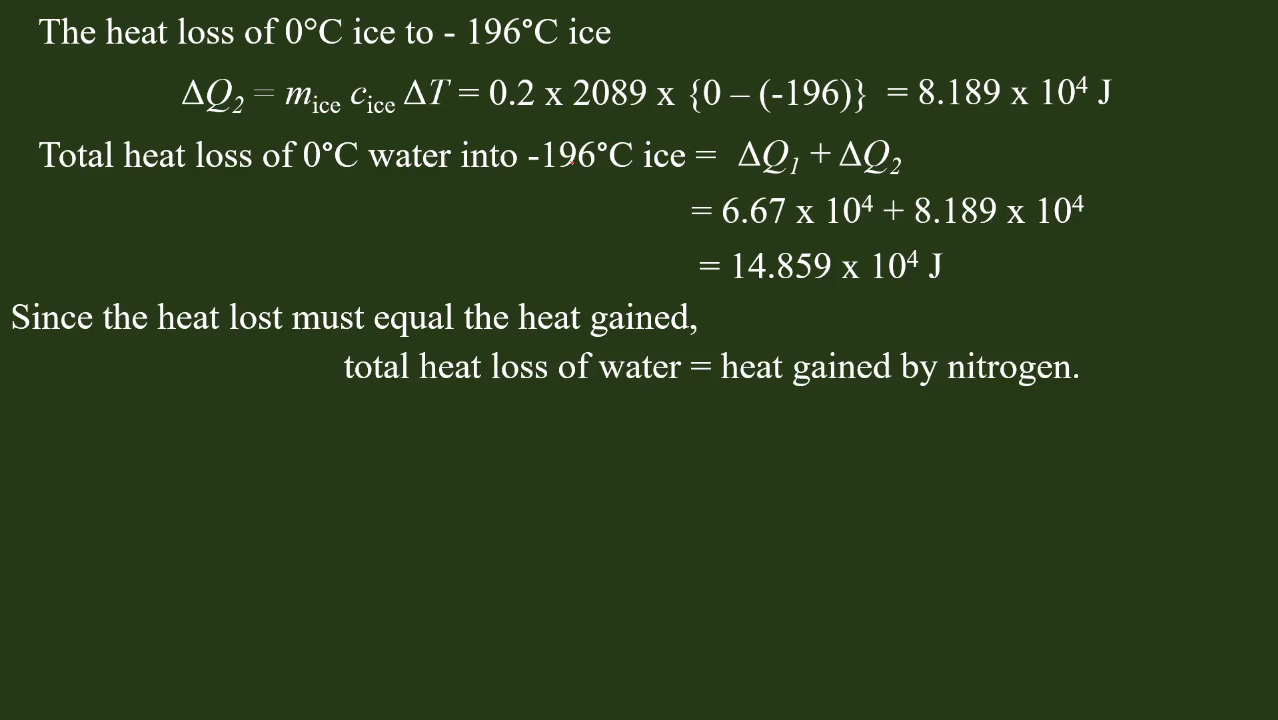 The heat loss of 0°C ice to - 196°C ice
ΔQ₂ = m_ice c_ice ΔT = 0.2 x 2089 x {0 – (-196)} = 8.189 x 10⁴ J
Total heat loss of 0°C water into -196°C ice = ΔQ₁ + ΔQ₂
= 6.67 x 10⁴ + 8.189 x 10⁴
= 14.859 x 10⁴ J
Since the heat lost must equal the heat gained,
total heat loss of water = heat gained by nitrogen.